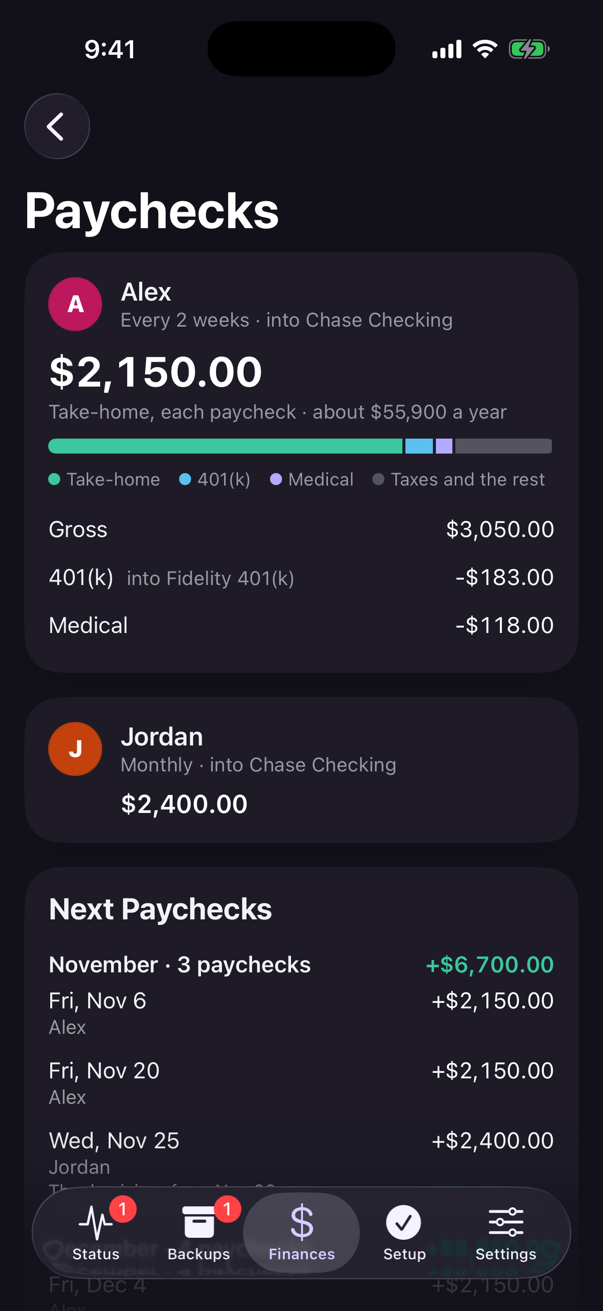 9:41
Paychecks
A
Alex
Every 2 weeks · into Chase Checking
$2,150.00
Take-home, each paycheck · about $55,900 a year
Take-home 401(k) Medical Taxes and the rest
Gross $3,050.00
401(k) into Fidelity 401(k) -$183.00
Medical -$118.00
J
Jordan
Monthly · into Chase Checking
$2,400.00
Next Paychecks
November · 3 paychecks +$6,700.00
Fri, Nov 6 +$2,150.00
Alex
Fri, Nov 20 +$2,150.00
Alex
Wed, Nov 25 +$2,400.00
Jordan
1 1
Status Backups Finances Setup Settings
Fri, Dec 4 +$2,150.00
Alex